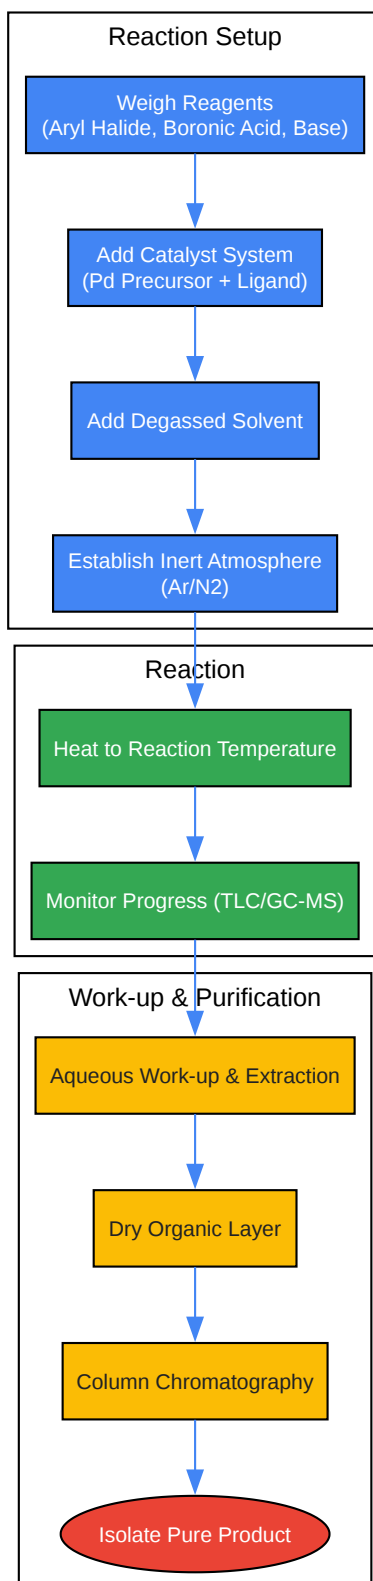 Reaction Setup
Weigh Reagents
(Aryl Halide, Boronic Acid, Base)
Add Catalyst System
(Pd Precursor + Ligand)
Add Degassed Solvent
Establish Inert Atmosphere
(Ar/N2)
Reaction
Heat to Reaction Temperature
Monitor Progress (TLC/GC-MS)
Work-up & Purification
Aqueous Work-up & Extraction
Dry Organic Layer
Column Chromatography
Isolate Pure Product